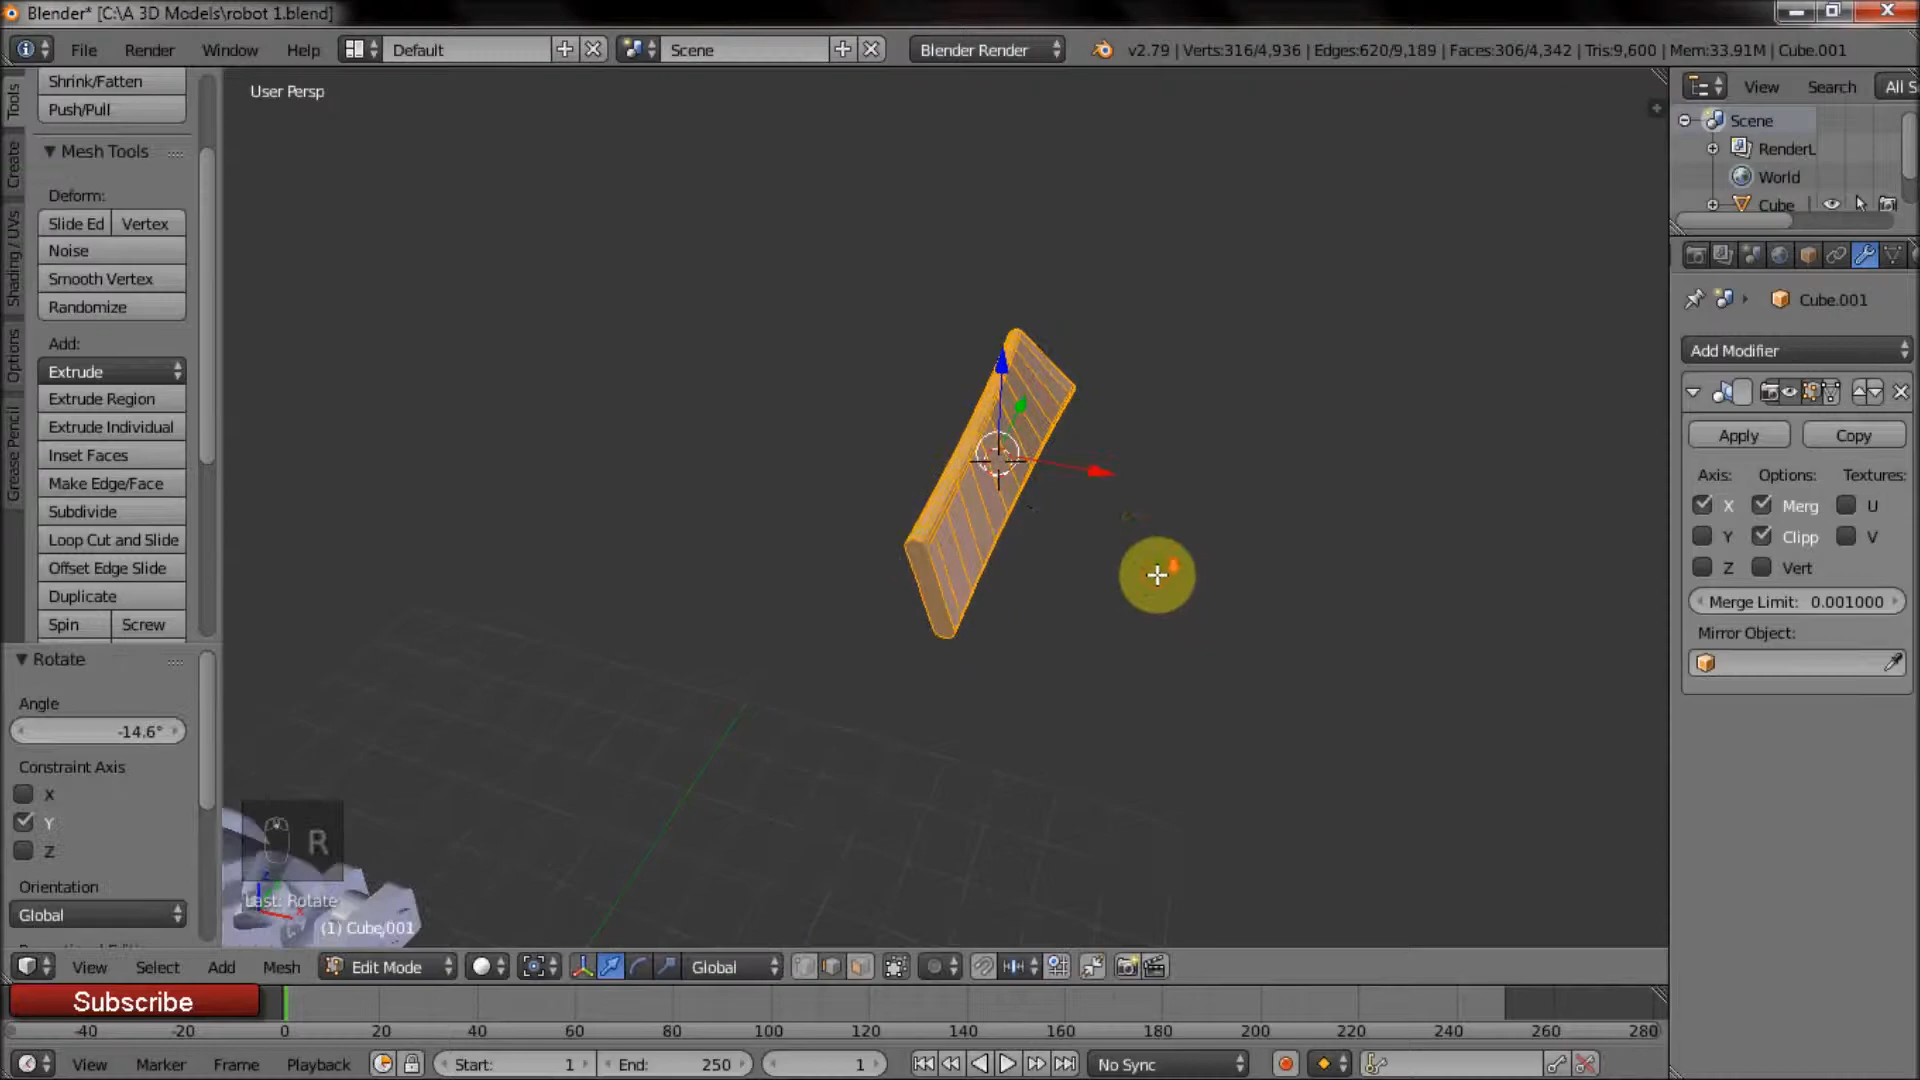 Blender* [C:\A 3D Models\robot 1.blend]
File Render Window Help Default Scene Blender Render v2.79 | Verts:316/4,936 | Edges:620/9,189 | Faces:306/4,342 | Tris:9,600 | Mem:33.91M | Cube.001
Tools
Create
Shading / UVs
Options
Grease Pencil
Shrink/Fatten
Push/Pull
Mesh Tools
Deform:
Slide Ed Vertex
Noise
Smooth Vertex
Randomize
Add:
Extrude
Extrude Region
Extrude Individual
Inset Faces
Make Edge/Face
Subdivide
Loop Cut and Slide
Offset Edge Slide
Duplicate
Spin Screw
Rotate
Angle
-14.6°
Constraint Axis
X
Y
Z
Orientation
Global
User Persp
R
Last: Rotate
(1) Cube.001
View Search All S
Scene
RenderL
World
Cube
Cube.001
Add Modifier
Apply Copy
Axis: Options: Textures:
X Merg U
Y Clipp V
Z Vert
Merge Limit: 0.001000
Mirror Object:
View Select Add Mesh Edit Mode Global
Subscribe
-40 -20 0 20 40 60 80 100 120 140 160 180 200 220 240 260 280
View Marker Frame Playback Start: 1 End: 250 1 No Sync